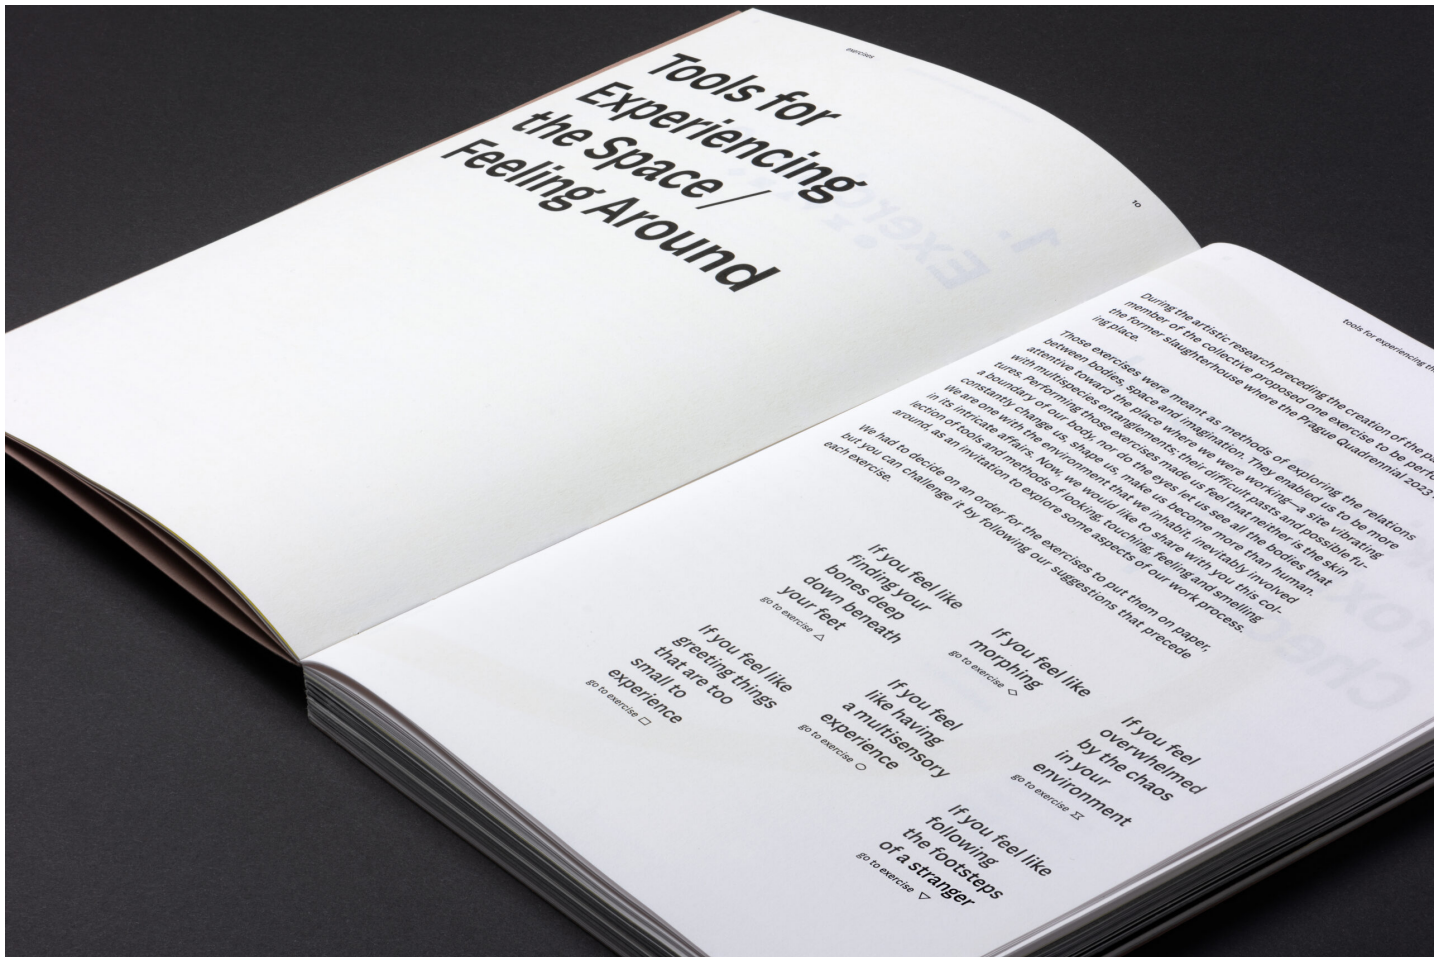 exercises
Tools for
Experiencing
the Space /
Feeling Around
10
tools for experiencing
During the artistic research preceding the creation of the
member of the collective proposed one exercise to be
the former slaughterhouse where the Prague Quadrennial 2023
ing place.
Those exercises were meant as methods of exploring the relations
between bodies, space and imagination. They enabled us to be more
attentive toward the place where we were working—a site vibrating
with multispecies entanglements, their difficult pasts and possible fu-
tures. Performing those exercises made us feel that neither is the skin
a boundary of our body, nor do the eyes let us see all the bodies that
constantly change us, shape us, make us become more than human.
We are one with the environment that we inhabit, inevitably involved
in its intricate affairs. Now, we would like to share with you this col-
lection of tools and methods of looking, touching, feeling and smelling
around, as an invitation to explore some aspects of our work process.
We had to decide on an order for the exercises to put them on paper,
but you can challenge it by following our suggestions that precede
each exercise.
If you feel like
finding your
bones deep
down beneath
your feet
go to exercise △
If you feel like
morphing
go to exercise ◇
If you feel
overwhelmed
by the chaos
in your
environment
go to exercise ⧖
If you feel like
greeting things
that are too
small to
experience
go to exercise ▭
If you feel
like having
a multisensory
experience
go to exercise ⬭
If you feel like
following
the footsteps
of a stranger
go to exercise ▽